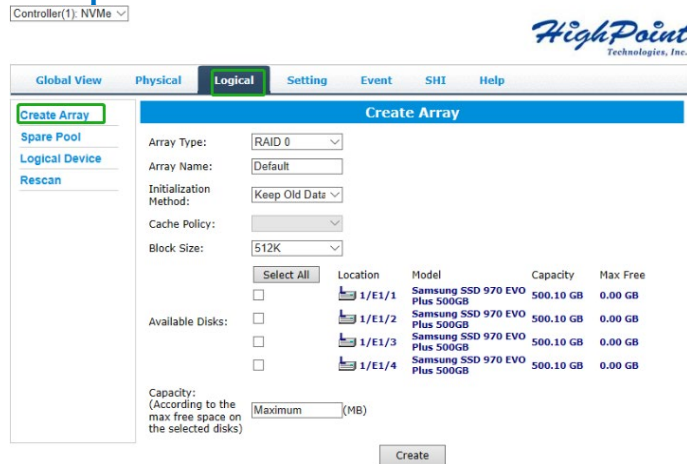 Controller(1): NVMe
HighPoint
Technologies, Inc.
Global View Physical Logical Setting Event SHI Help
Create Array
Spare Pool
Logical Device
Rescan
Create Array
Array Type: RAID 0
Array Name: Default
Initialization
Method: Keep Old Data
Cache Policy:
Block Size: 512K
Select All Location Model Capacity Max Free
Available Disks:
1/E1/1 Samsung SSD 970 EVO
Plus 500GB 500.10 GB 0.00 GB
1/E1/2 Samsung SSD 970 EVO
Plus 500GB 500.10 GB 0.00 GB
1/E1/3 Samsung SSD 970 EVO
Plus 500GB 500.10 GB 0.00 GB
1/E1/4 Samsung SSD 970 EVO
Plus 500GB 500.10 GB 0.00 GB
Capacity:
(According to the
max free space on
the selected disks)
Maximum (MB)
Create